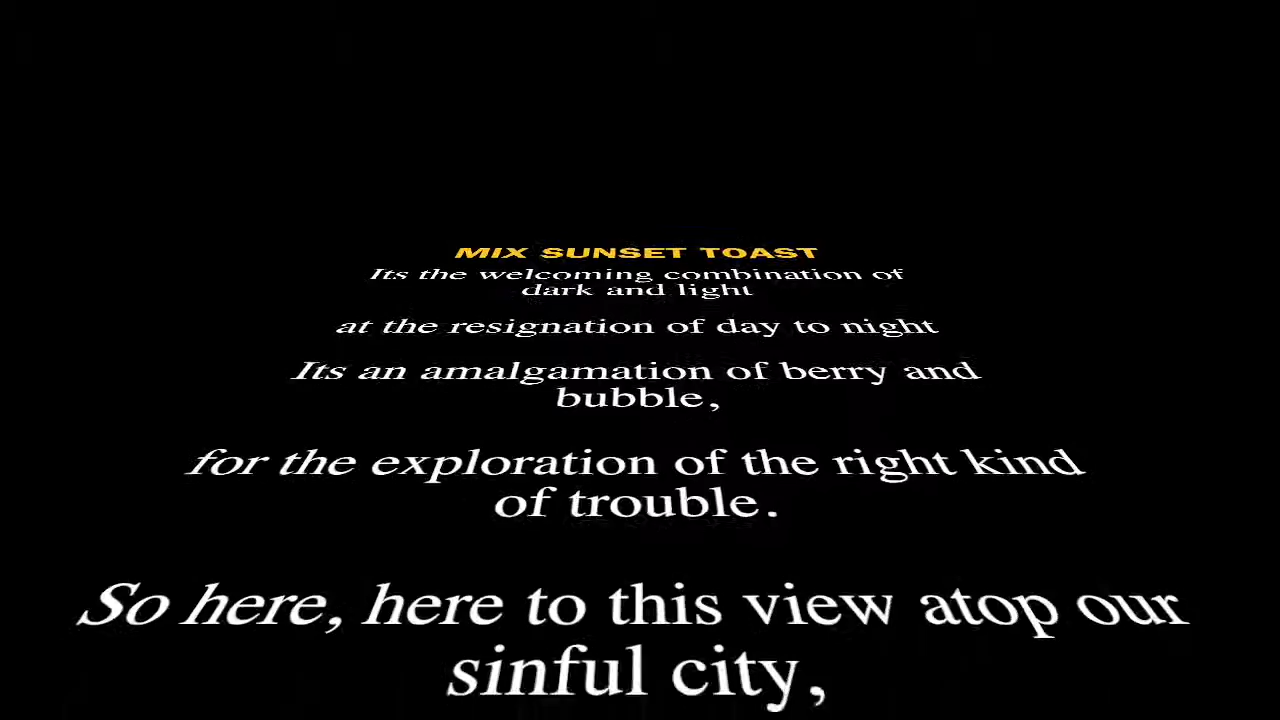 MIX SUNSET TOAST
Its the welcoming combination of
dark and light
at the resignation of day to night
Its an amalgamation of berry and
bubble,
for the exploration of the right kind
of trouble.
So here, here to this view atop our
sinful city,